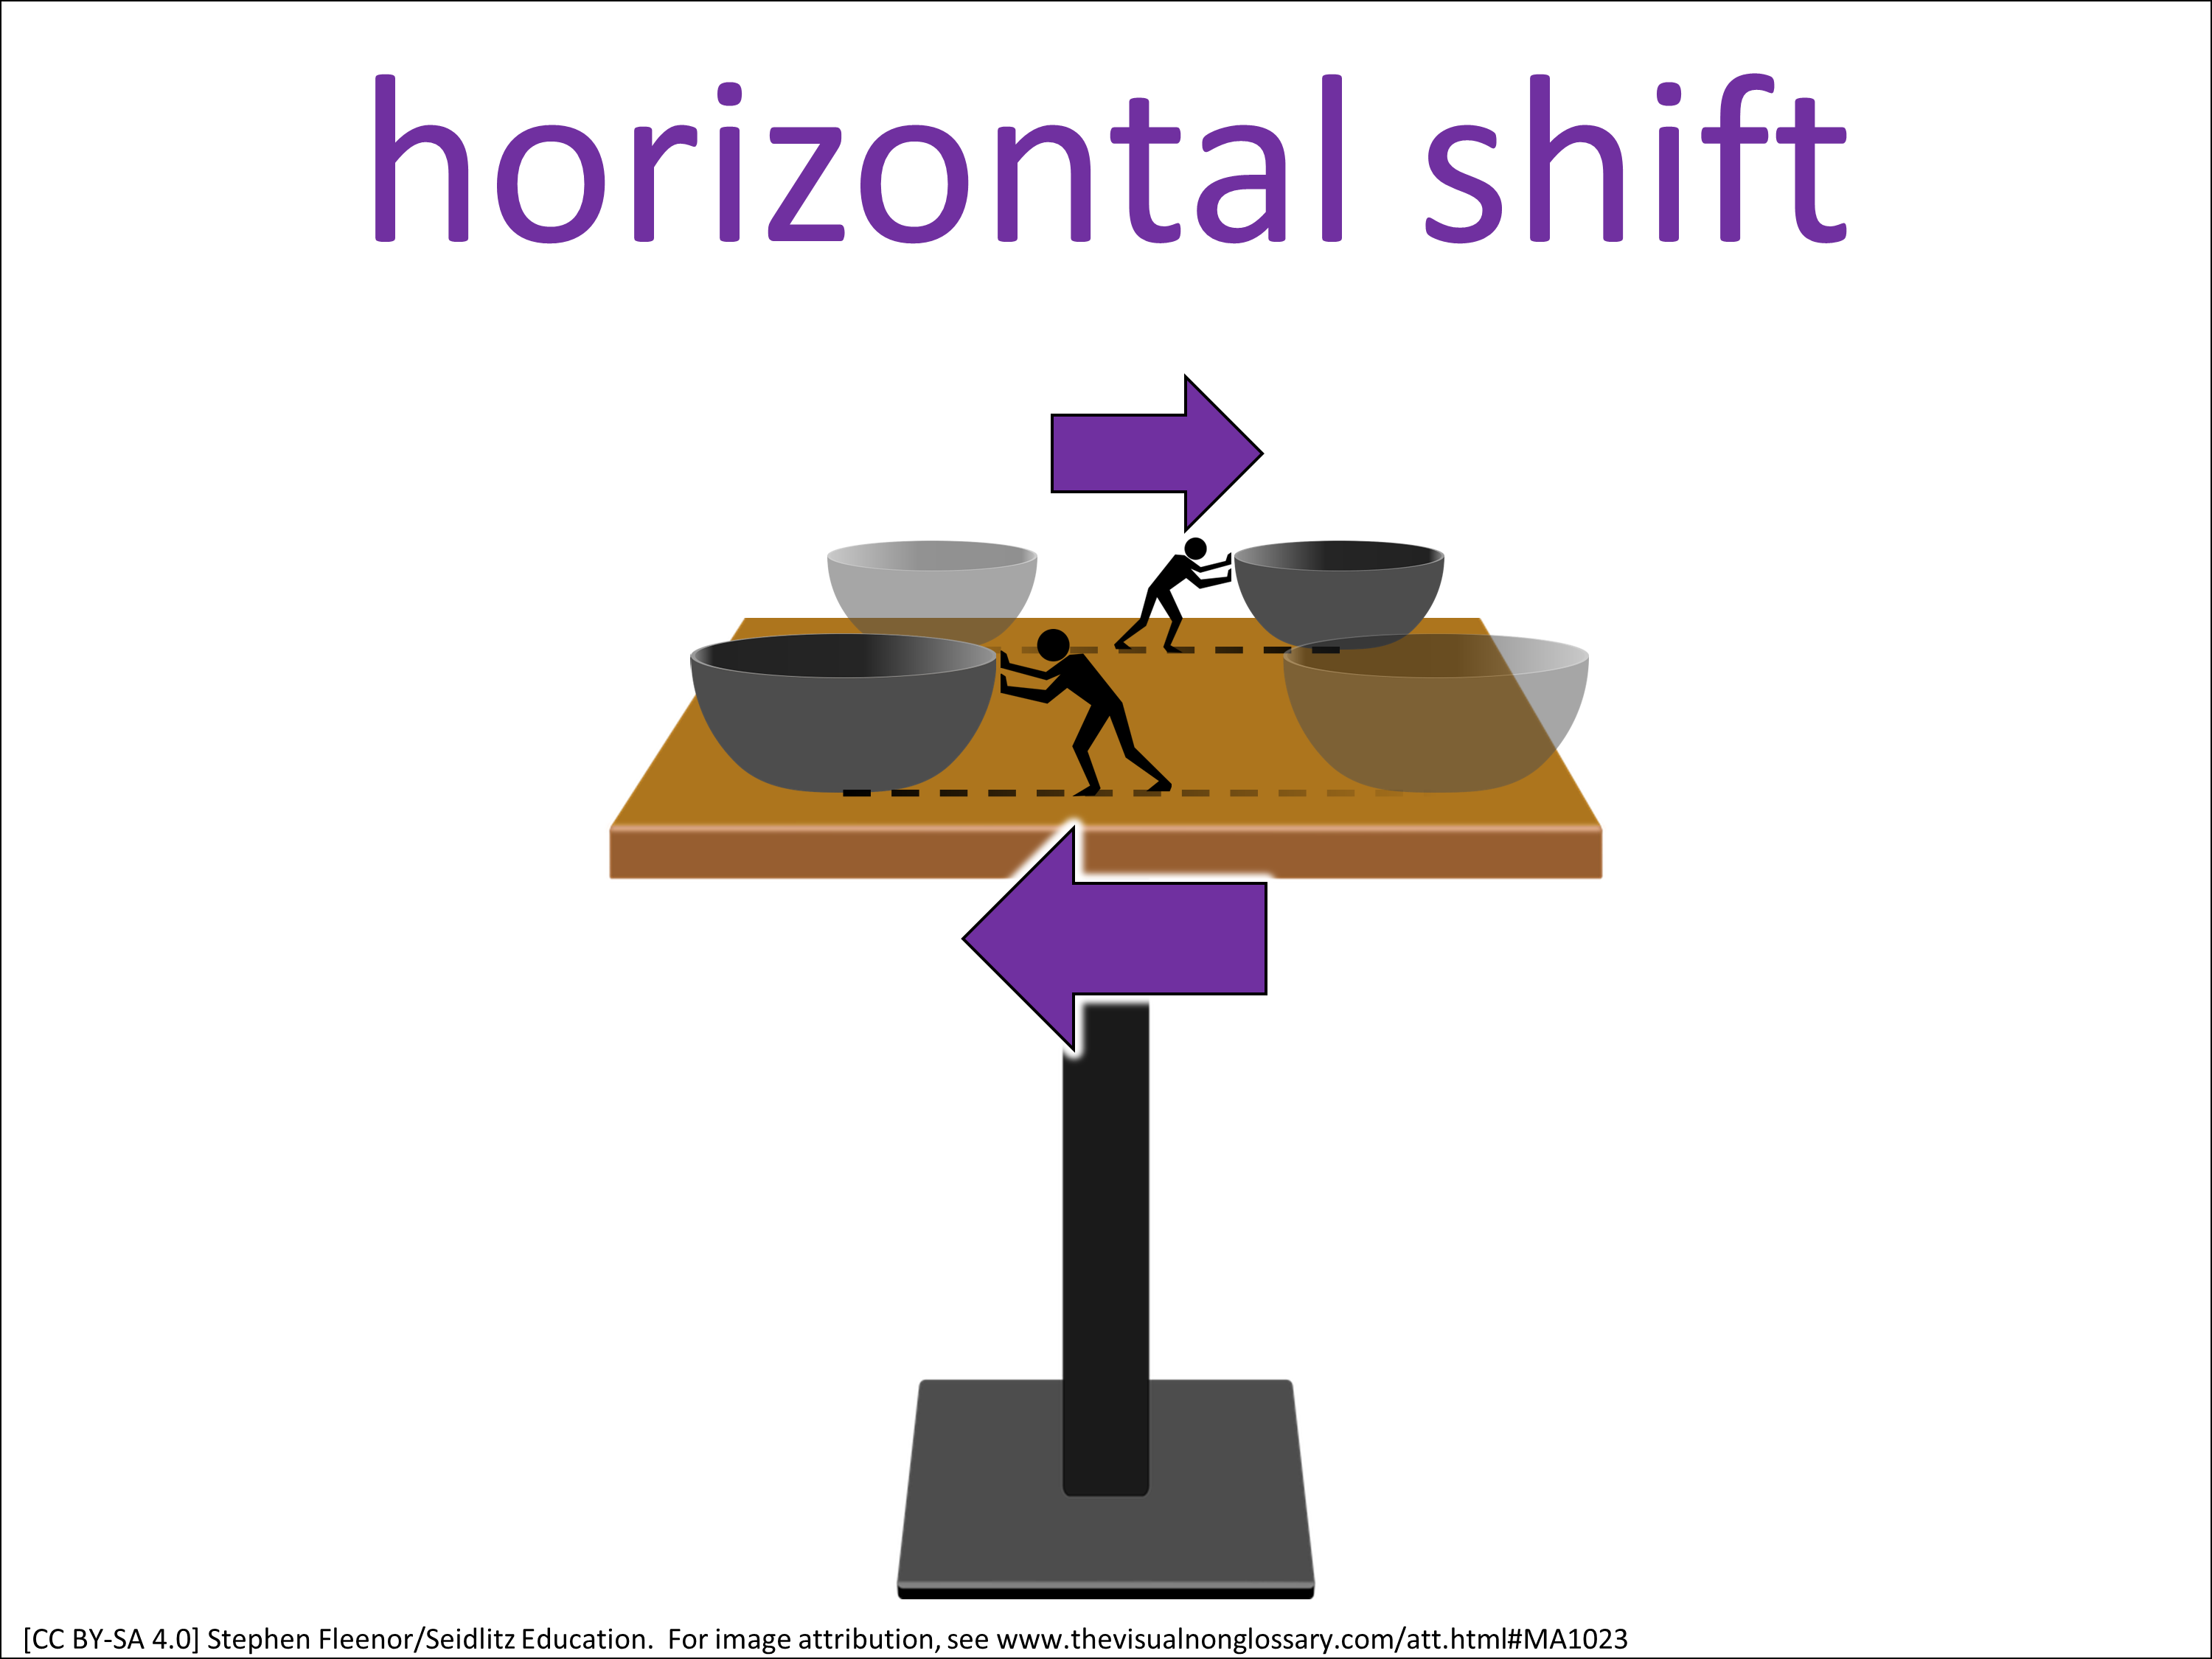 horizontal shift
[CC BY-SA 4.0] Stephen Fleenor/Seidlitz Education.  For image attribution, see www.thevisualnonglossary.com/att.html#MA1023